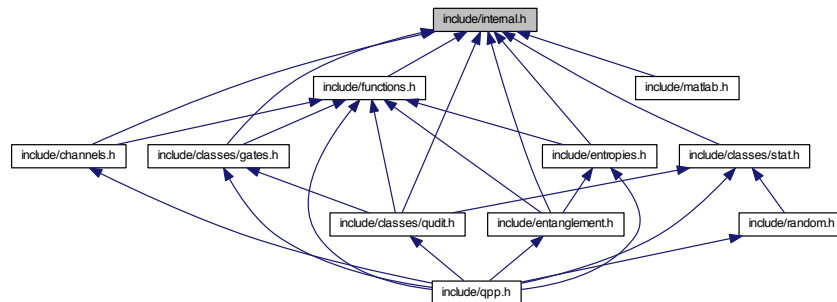 include/internal.h
include/functions.h
include/matlab.h
include/channels.h
include/classes/gates.h
include/entropies.h
include/classes/stat.h
include/classes/qudit.h
include/entanglement.h
include/random.h
include/qpp.h